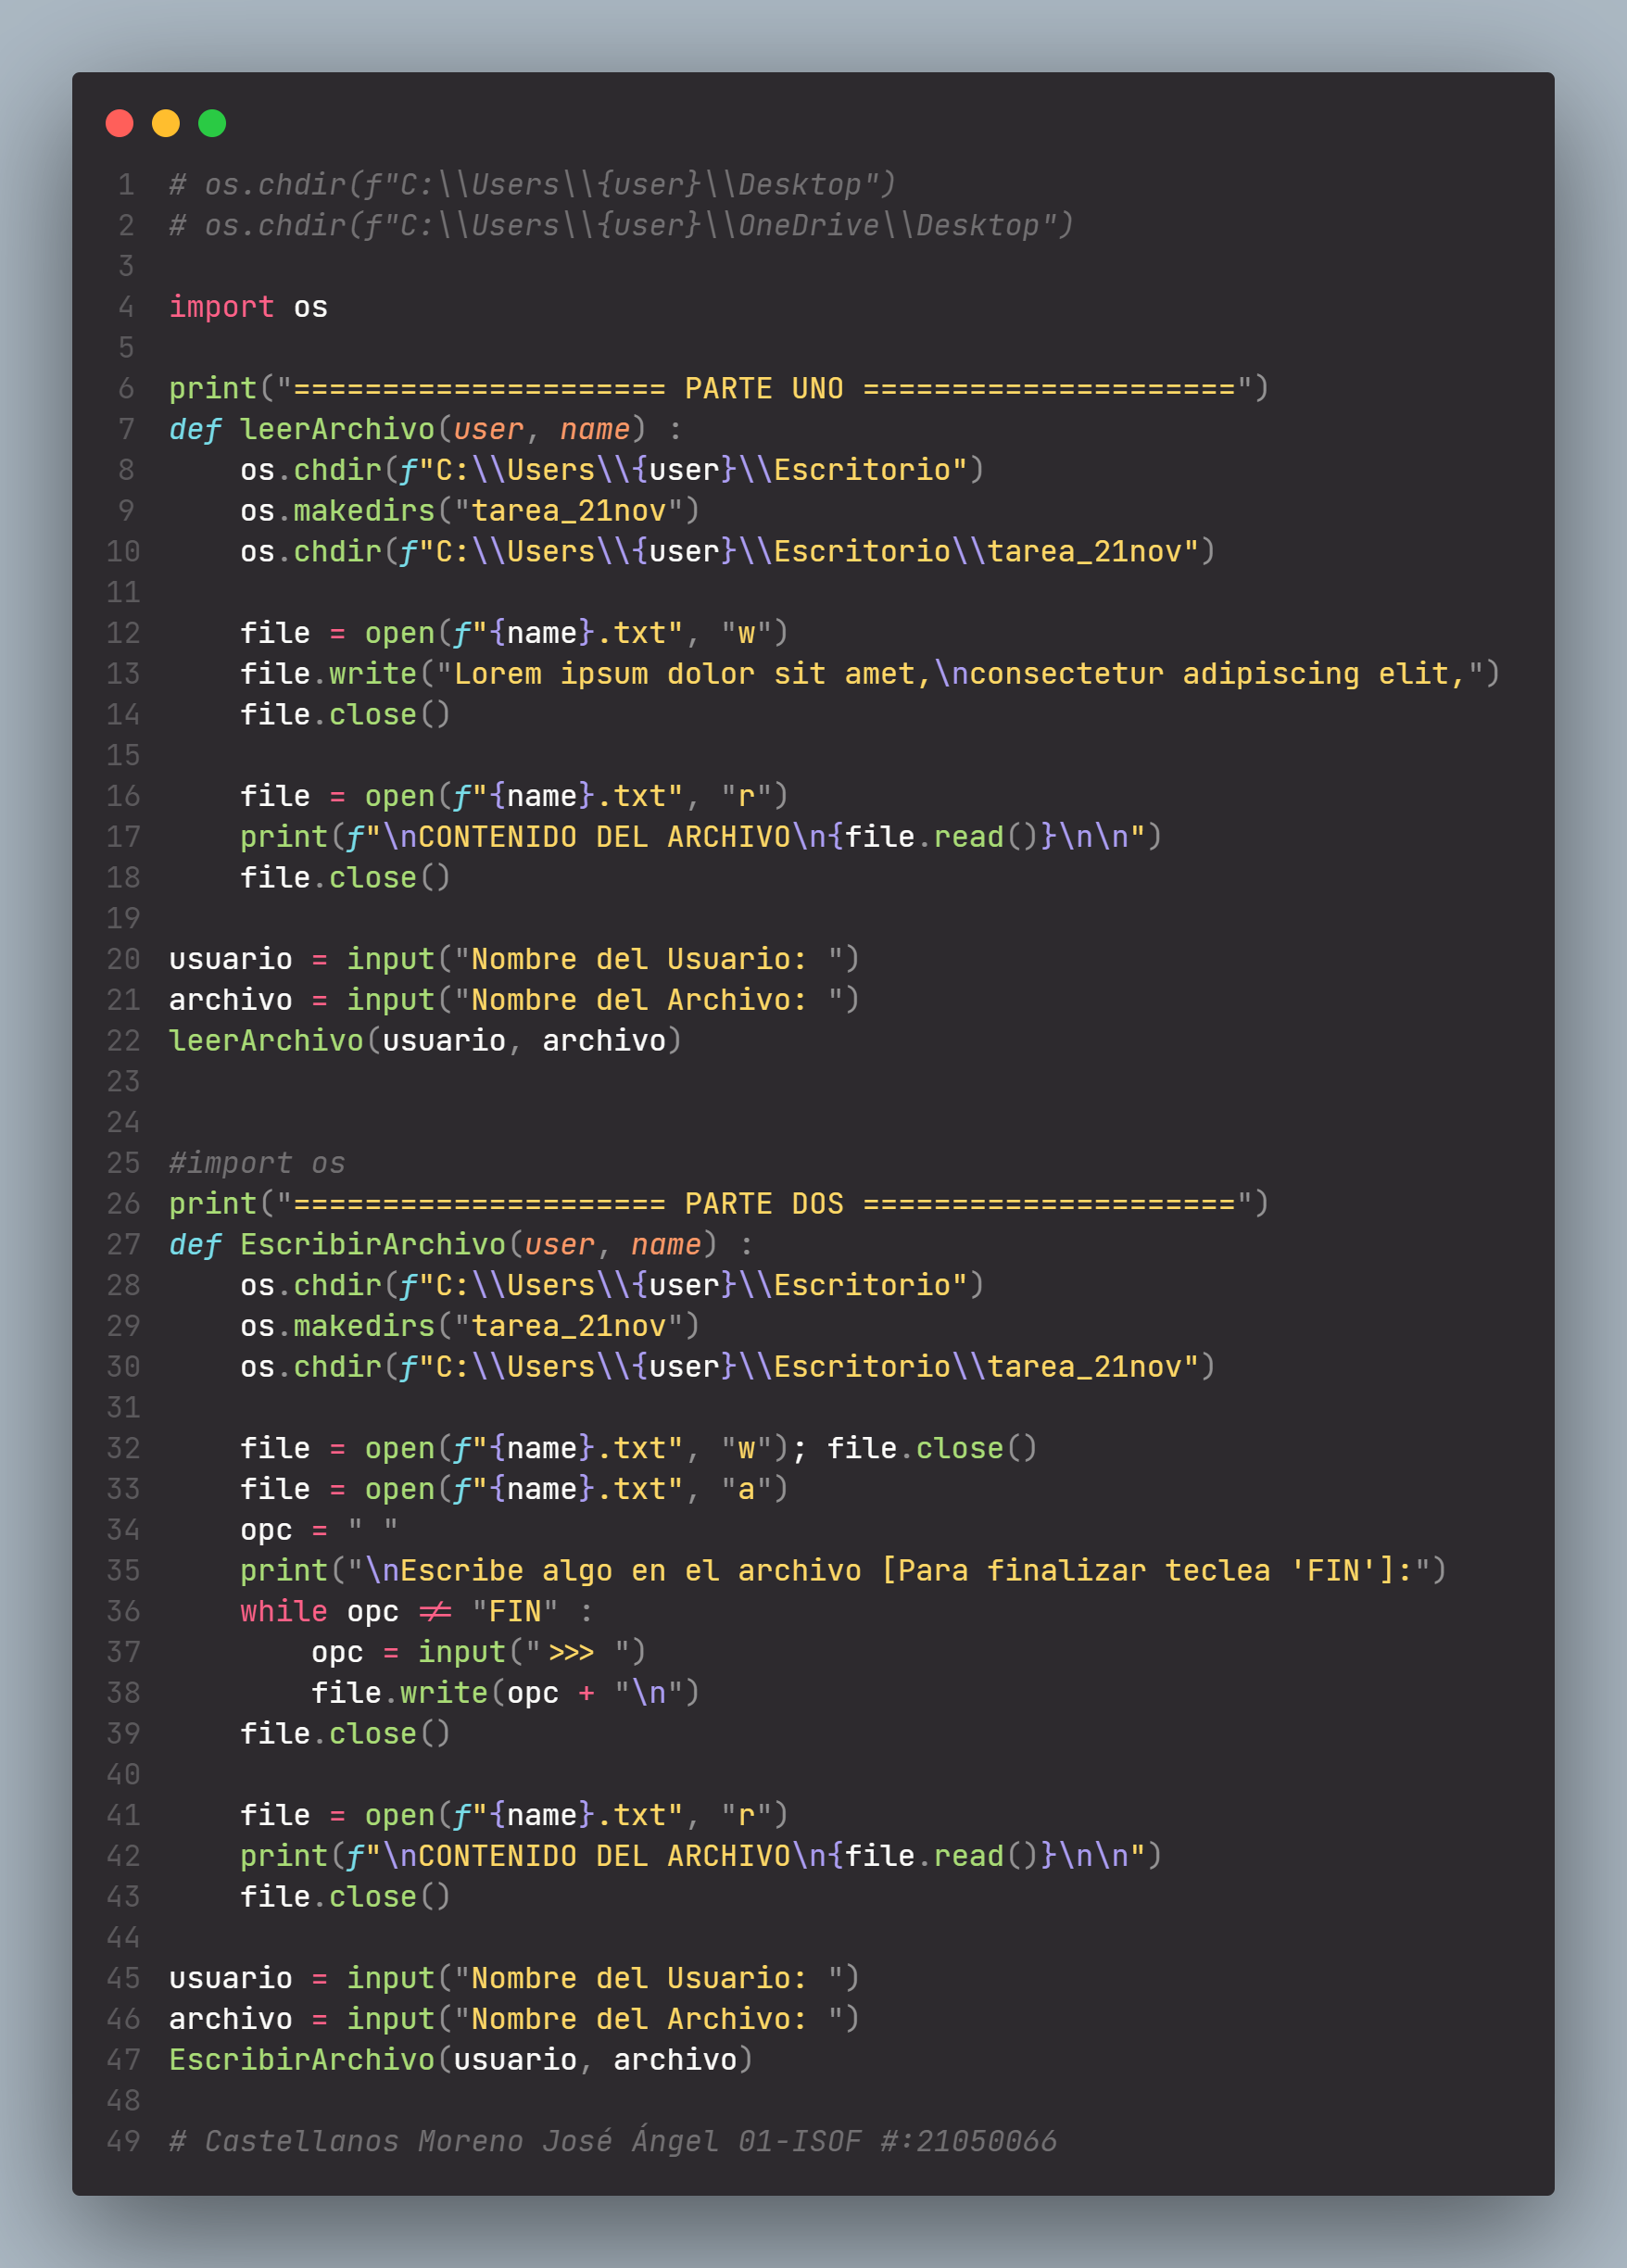 1 # os.chdir(f"C:\\Users\\{user}\\Desktop")
2 # os.chdir(f"C:\\Users\\{user}\\OneDrive\\Desktop")
3
4 import os
5
6 print("===================== PARTE UNO =====================")
7 def leerArchivo(user, name) :
8     os.chdir(f"C:\\Users\\{user}\\Escritorio")
9     os.makedirs("tarea_21nov")
10     os.chdir(f"C:\\Users\\{user}\\Escritorio\\tarea_21nov")
11
12     file = open(f"{name}.txt", "w")
13     file.write("Lorem ipsum dolor sit amet,\nconsectetur adipiscing elit,")
14     file.close()
15
16     file = open(f"{name}.txt", "r")
17     print(f"\nCONTENIDO DEL ARCHIVO\n{file.read()}\n\n")
18     file.close()
19
20 usuario = input("Nombre del Usuario: ")
21 archivo = input("Nombre del Archivo: ")
22 leerArchivo(usuario, archivo)
23
24
25 #import os
26 print("===================== PARTE DOS =====================")
27 def EscribirArchivo(user, name) :
28     os.chdir(f"C:\\Users\\{user}\\Escritorio")
29     os.makedirs("tarea_21nov")
30     os.chdir(f"C:\\Users\\{user}\\Escritorio\\tarea_21nov")
31
32     file = open(f"{name}.txt", "w"); file.close()
33     file = open(f"{name}.txt", "a")
34     opc = " "
35     print("\nEscribe algo en el archivo [Para finalizar teclea 'FIN']:")
36     while opc != "FIN" :
37         opc = input(">>> ")
38         file.write(opc + "\n")
39     file.close()
40
41     file = open(f"{name}.txt", "r")
42     print(f"\nCONTENIDO DEL ARCHIVO\n{file.read()}\n\n")
43     file.close()
44
45 usuario = input("Nombre del Usuario: ")
46 archivo = input("Nombre del Archivo: ")
47 EscribirArchivo(usuario, archivo)
48
49 # Castellanos Moreno José Ángel 01-ISOF #:21050066